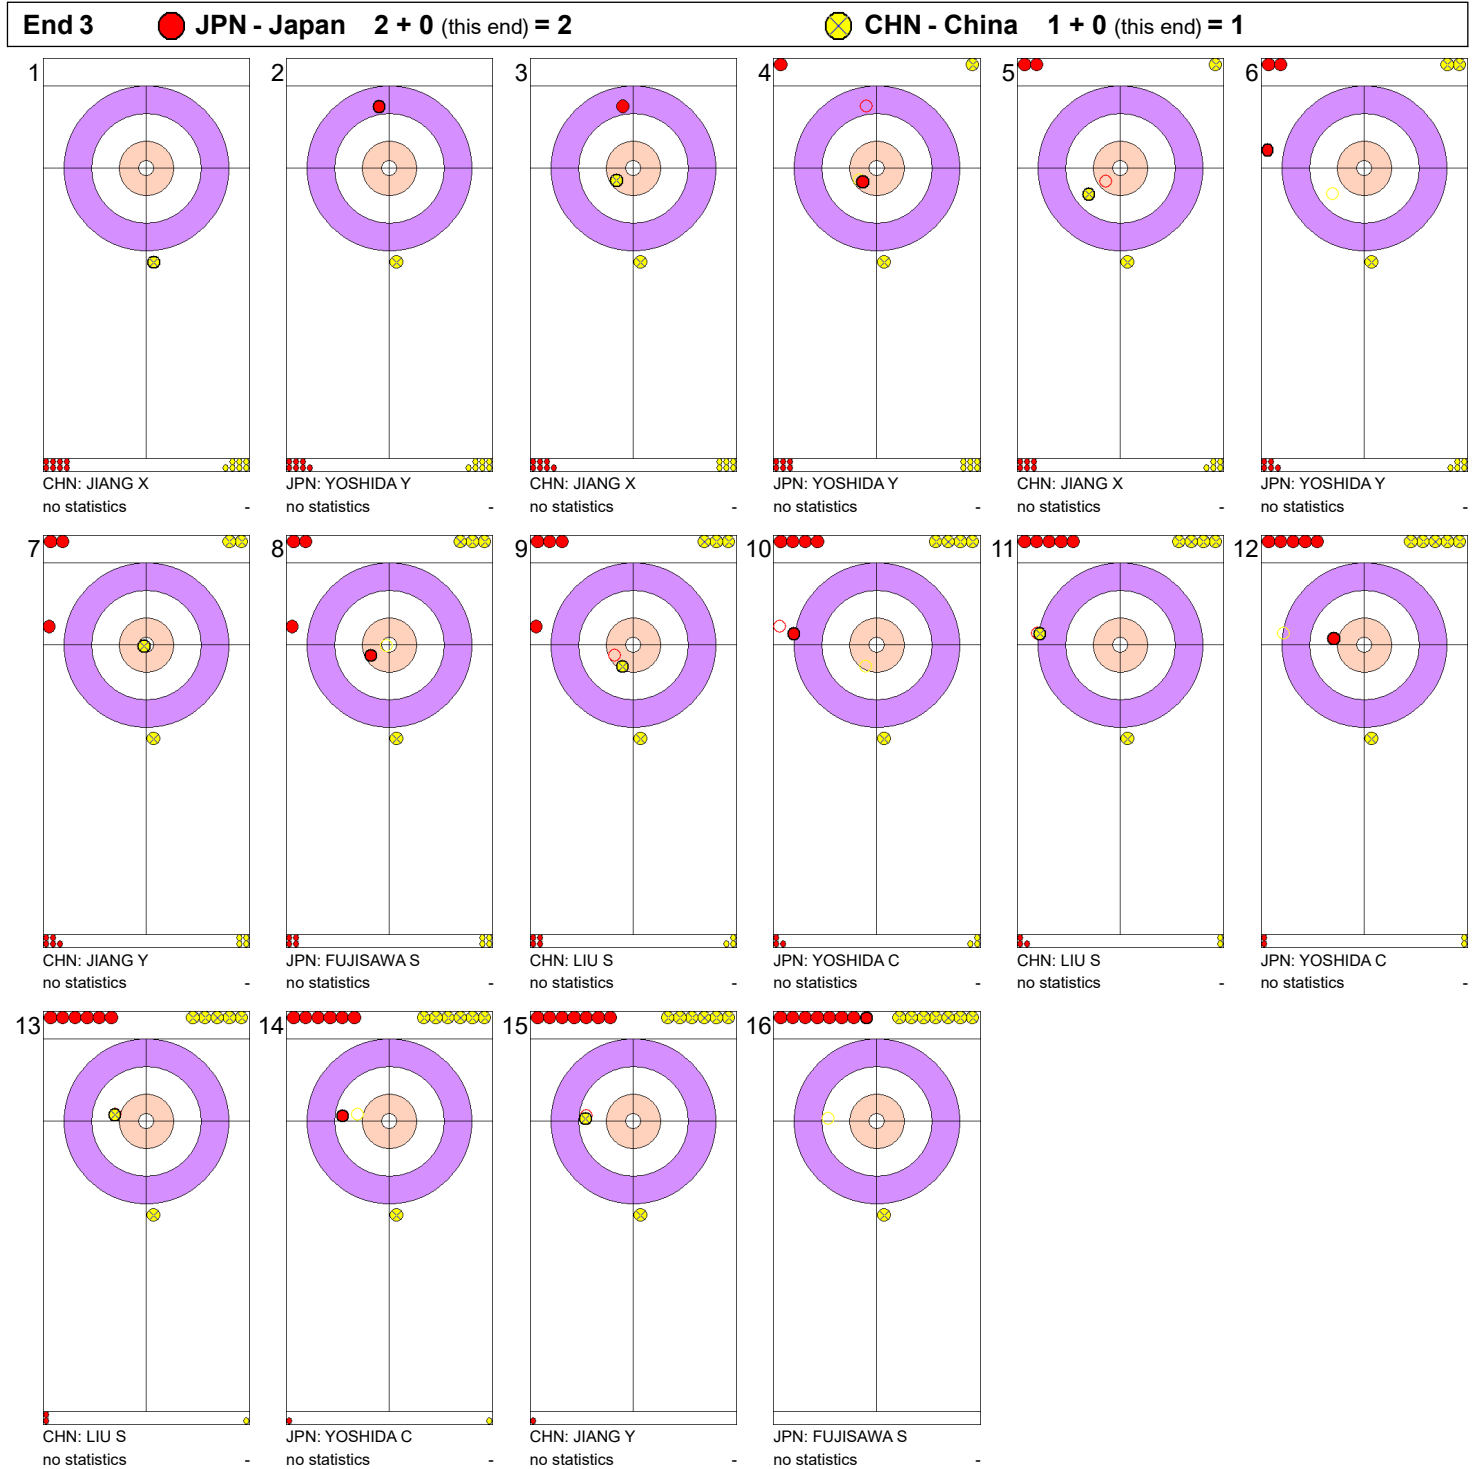 End 3 JPN - Japan 2 + 0 (this end) = 2 CHN - China 1 + 0 (this end) = 1
1 2 3 4 5 6
CHN: JIANG X JPN: YOSHIDA Y CHN: JIANG X JPN: YOSHIDA Y CHN: JIANG X JPN: YOSHIDA Y
no statistics - no statistics - no statistics - no statistics - no statistics - no statistics -
7 8 9 10 11 12
CHN: JIANG Y JPN: FUJISAWA S CHN: LIU S JPN: YOSHIDA C CHN: LIU S JPN: YOSHIDA C
no statistics - no statistics - no statistics - no statistics - no statistics - no statistics -
13 14 15 16
CHN: LIU S JPN: YOSHIDA C CHN: JIANG Y JPN: FUJISAWA S
no statistics - no statistics - no statistics - no statistics -